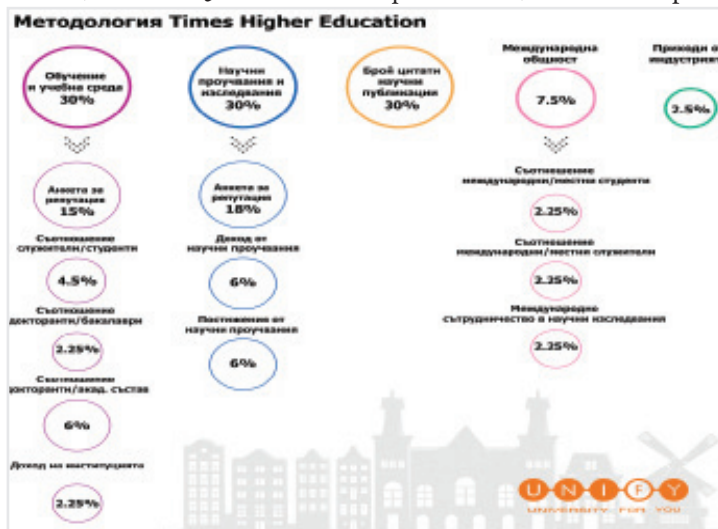 Методология Times Higher Education
Обучение
и учебна среда
30%
Анкета за
репутация
15%
Съотношение
служители/студенти
4.5%
Съотношение
докторанти/бакалаври
2.25%
Съотношение
докторанти/акад. състав
6%
Доход на институцията
2.25%
Научни
проучвания и
изследвания
30%
Анкета за
репутация
18%
Доход от
научни проучвания
6%
Постижения от
научни проучвания
6%
Брой цитати
научни
публикации
30%
Международна
общност
7.5%
Съотношение
международни/местни студенти
2.25%
Съотношение
международни/местни служители
2.25%
Международно
сътрудничество в научни изследвания
2.25%
Приходи от
индустрият
2.5%
UNIFY
UNIVERSITY FOR YOU